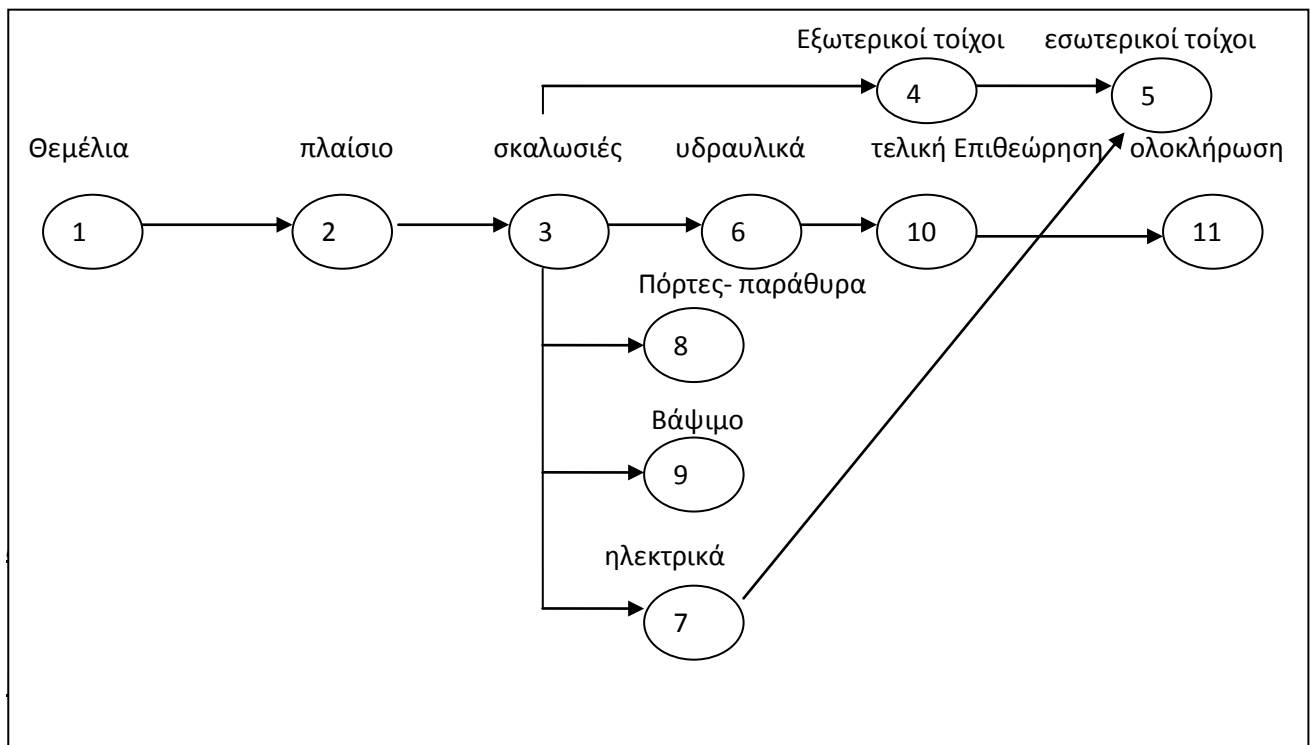 Εξωτερικοί τοίχοι εσωτερικοί τοίχοι
4 5
Θεμέλια πλαίσιο σκαλωσιές υδραυλικά τελική Επιθεώρηση ολοκλήρωση
1 2 3 6 10 11
Πόρτες- παράθυρα
8
Βάψιμο
9
ηλεκτρικά
7